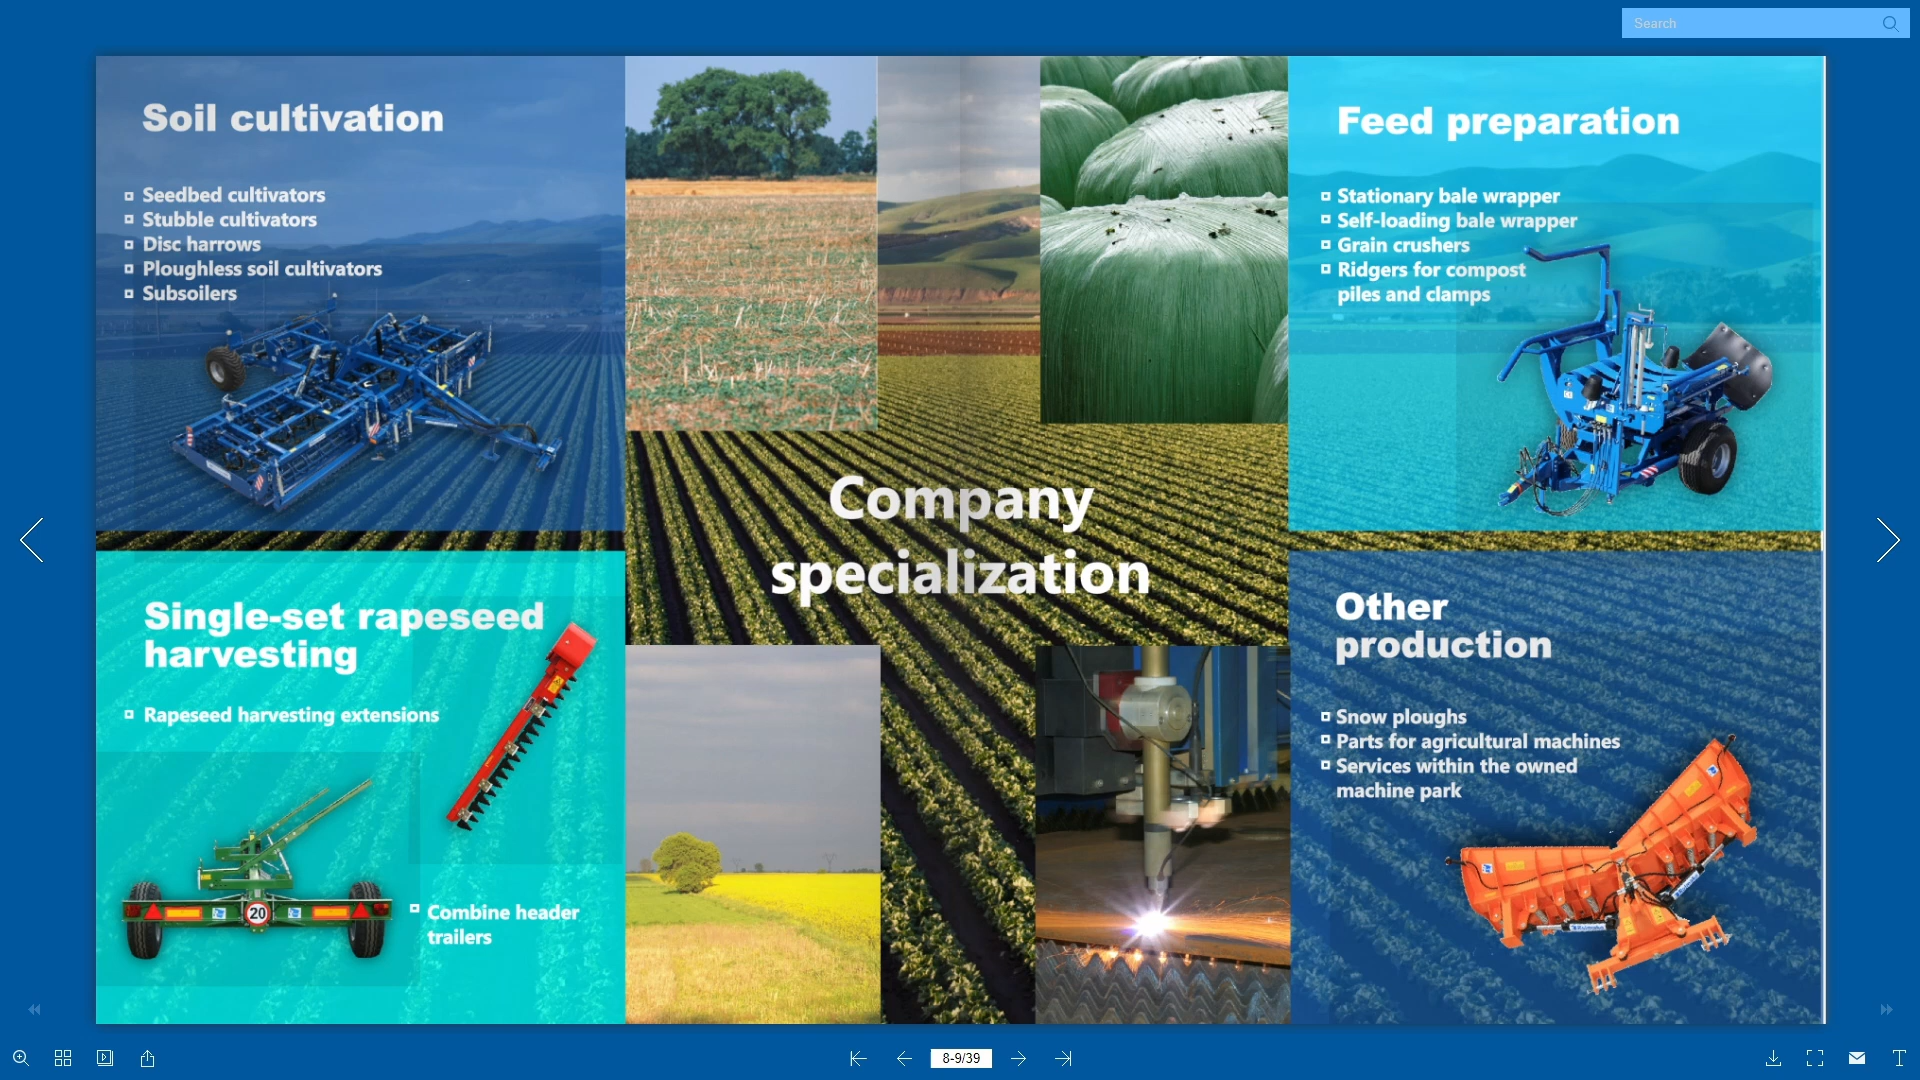 Search
Soil cultivation
Seedbed cultivators
Stubble cultivators
Disc harrows
Ploughless soil cultivators
Subsoilers
Feed preparation
Stationary bale wrapper
Self-loading bale wrapper
Grain crushers
Ridgers for compost
piles and clamps
Company
specialization
Single-set rapeseed
harvesting
Rapeseed harvesting extensions
20
Combine header
trailers
Other
production
Snow ploughs
Parts for agricultural machines
Services within the owned
machine park
8-9/39